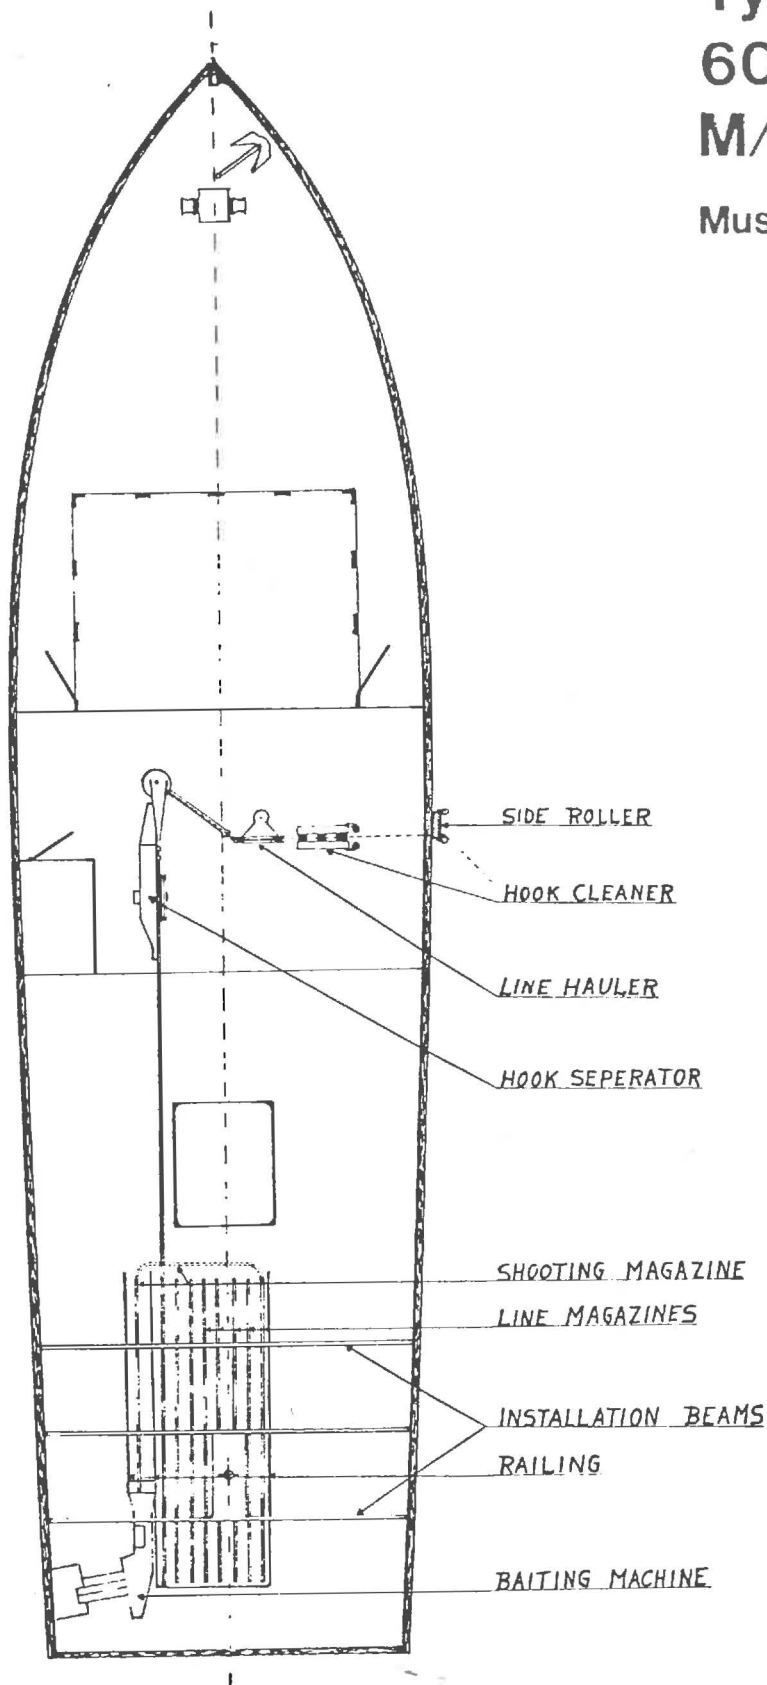 Ty
60
M/
Mus
SIDE ROLLER
HOOK CLEANER
LINE HAULER
HOOK SEPERATOR
SHOOTING MAGAZINE
LINE MAGAZINES
INSTALLATION BEAMS
RAILING
BAITING MACHINE